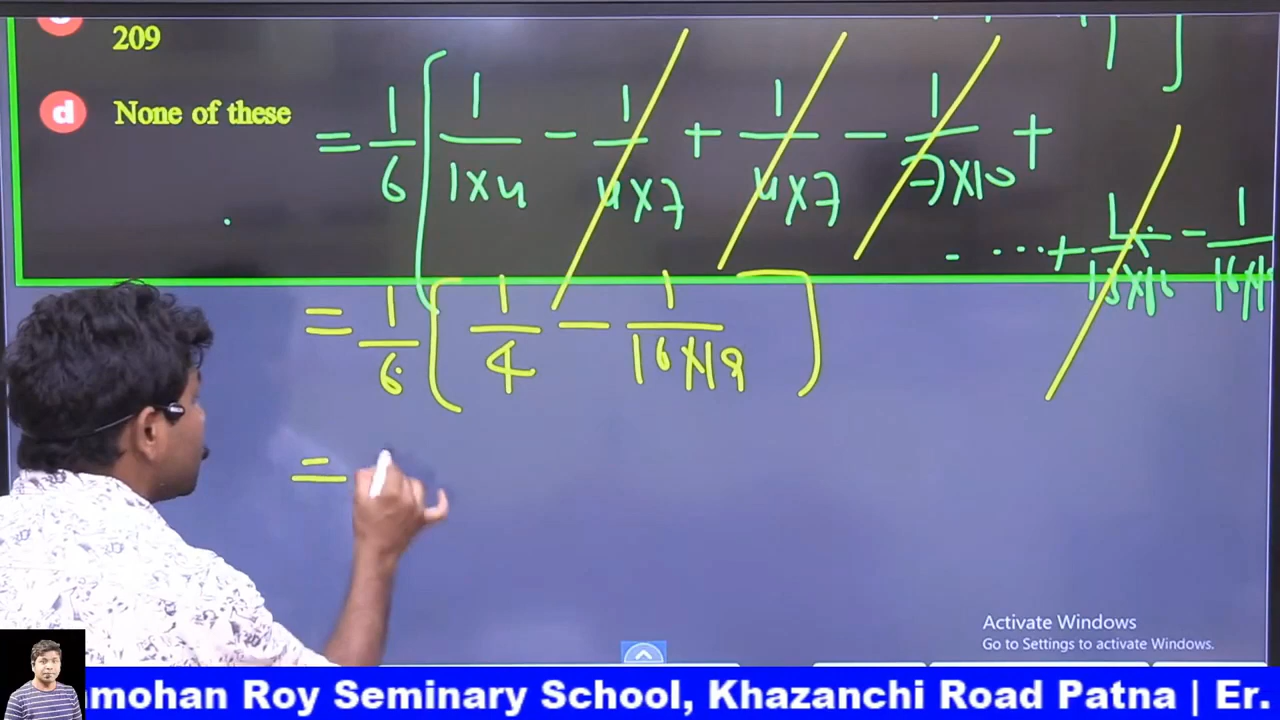 209
d None of these
= 1/6 [ 1/1×4 − 1/4×7 + 1/4×7 − 1/7×10 +
- ... + 1/13×16 − 1/16×1
= 1/6 [ 1/4 − 1/16×19 ]
=
Activate Windows
Go to Settings to activate Windows.
mohan Roy Seminary School, Khazanchi Road Patna | Er.